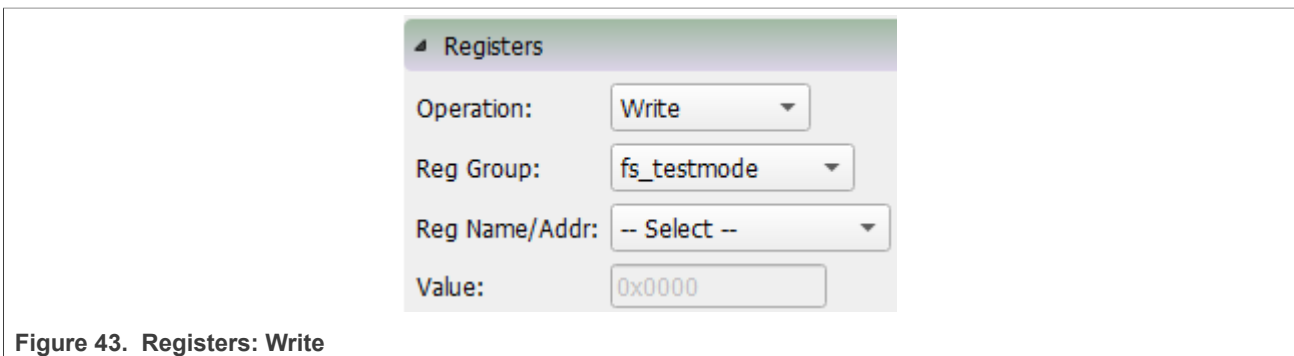 Registers
Operation: Write
Reg Group: fs_testmode
Reg Name/Addr: -- Select --
Value: 0x0000
Figure 43. Registers: Write